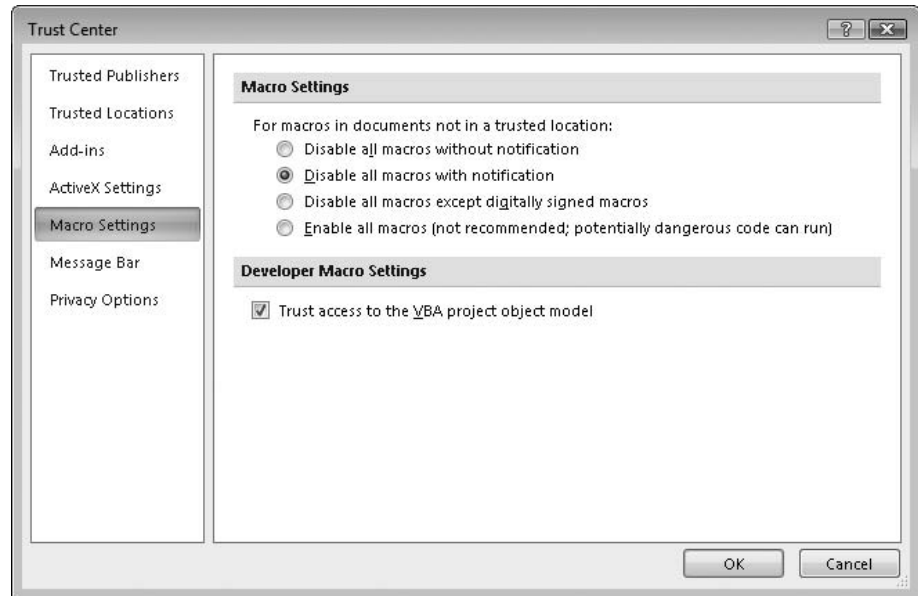 Trust Center
Trusted Publishers
Trusted Locations
Add-ins
ActiveX Settings
Macro Settings
Message Bar
Privacy Options
Macro Settings
For macros in documents not in a trusted location:
Disable all macros without notification
Disable all macros with notification
Disable all macros except digitally signed macros
Enable all macros (not recommended; potentially dangerous code can run)
Developer Macro Settings
Trust access to the VBA project object model
OK
Cancel